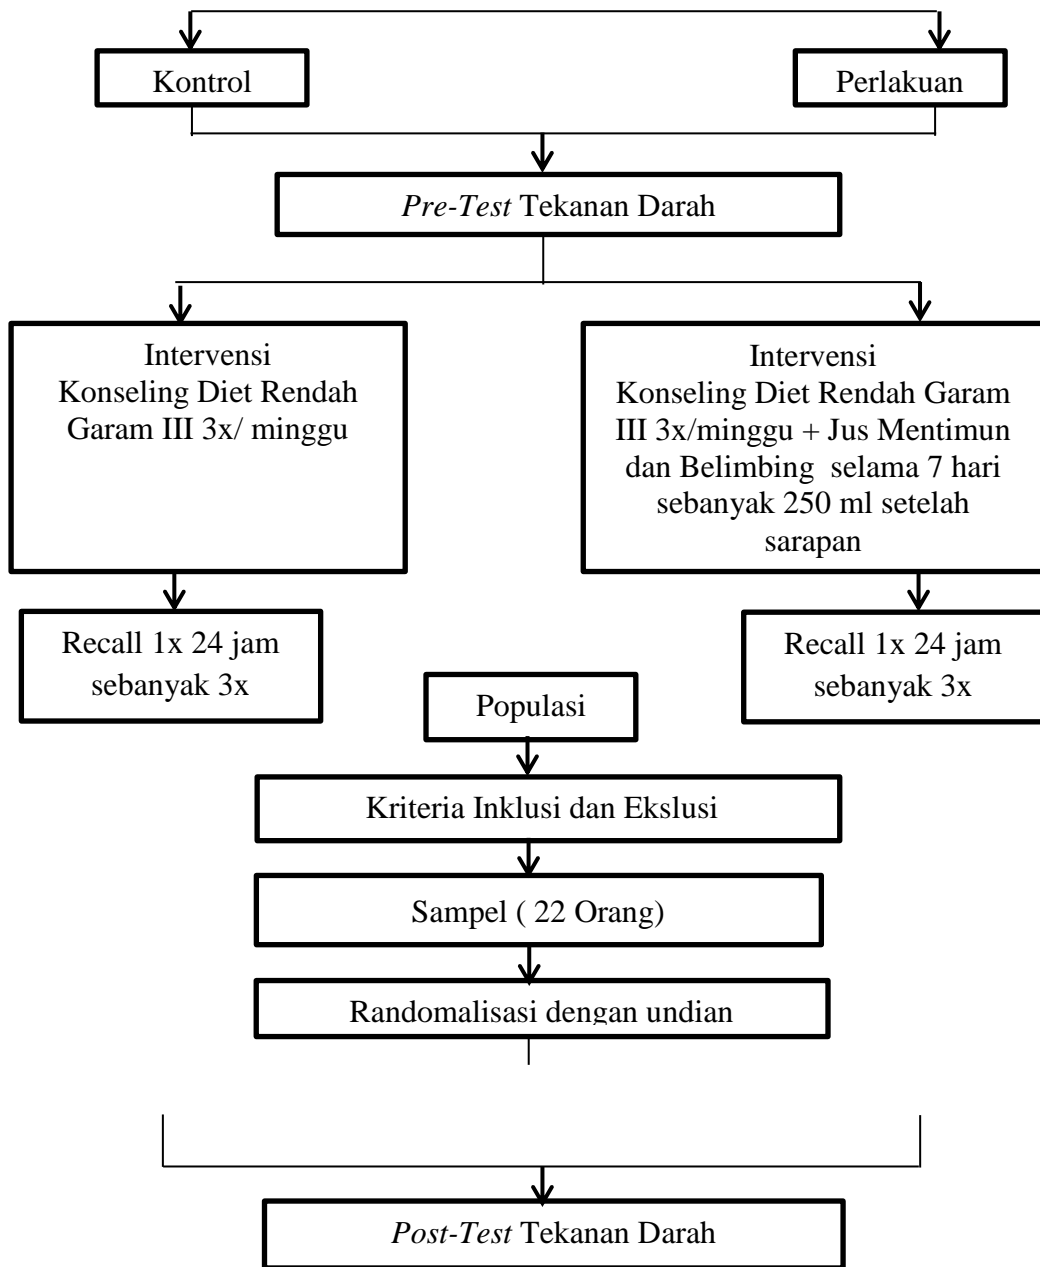 Kontrol
Perlakuan
Pre-Test Tekanan Darah
Intervensi
Konseling Diet Rendah
Garam III 3x/ minggu
Intervensi
Konseling Diet Rendah Garam
III 3x/minggu + Jus Mentimun
dan Belimbing selama 7 hari
sebanyak 250 ml setelah
sarapan
Recall 1x 24 jam
sebanyak 3x
Recall 1x 24 jam
sebanyak 3x
Populasi
Kriteria Inklusi dan Ekslusi
Sampel ( 22 Orang)
Randomalisasi dengan undian
Post-Test Tekanan Darah